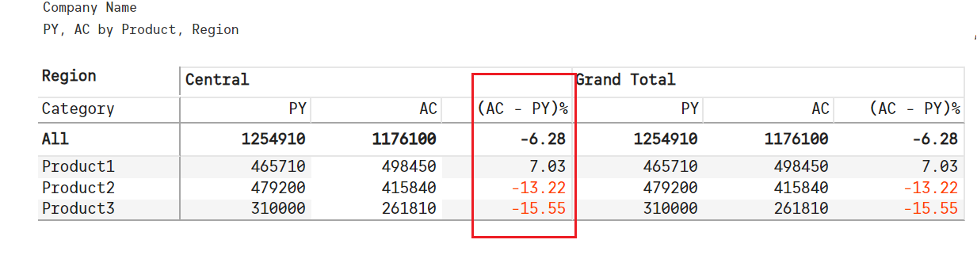 Company Name
PY, AC by Product, Region
Region Central Grand Total
Category PY AC (AC - PY)% PY AC (AC - PY)%
All 1254910 1176100 -6.28 1254910 1176100 -6.28
Product1 465710 498450 7.03 465710 498450 7.03
Product2 479200 415840 -13.22 479200 415840 -13.22
Product3 310000 261810 -15.55 310000 261810 -15.55